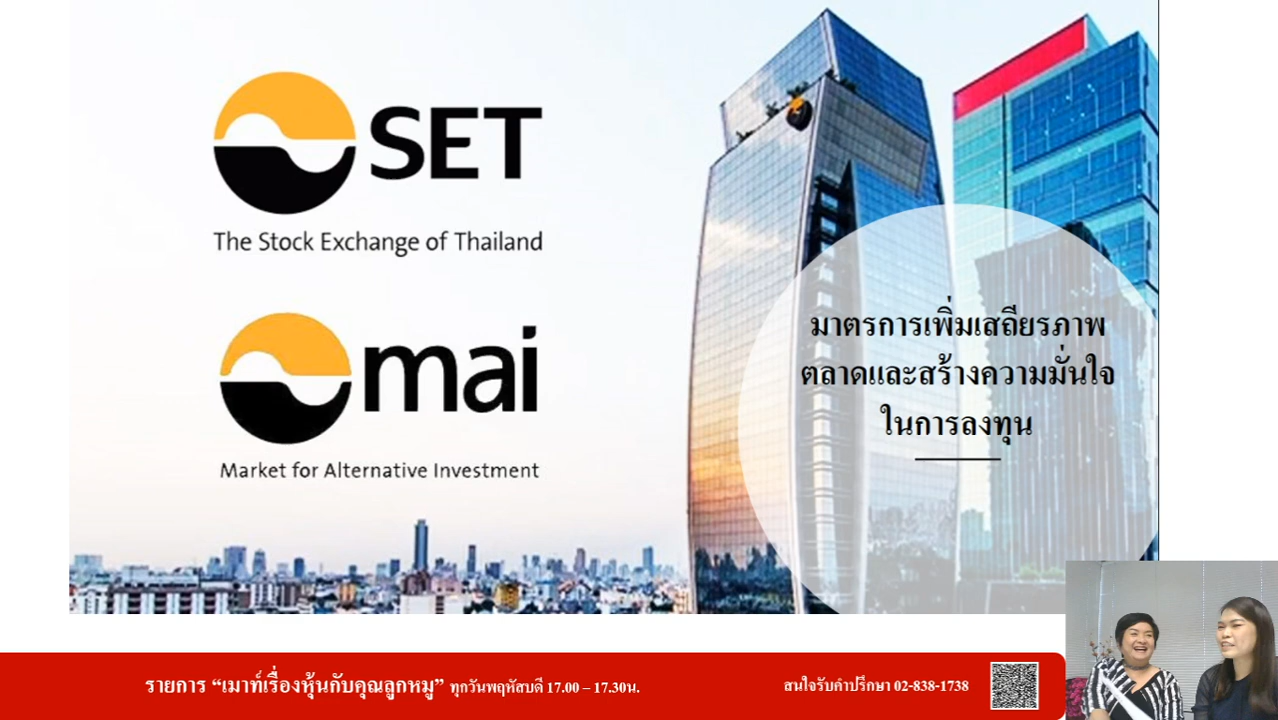 SET
The Stock Exchange of Thailand
mai
Market for Alternative Investment
มาตรการเพิ่มเสถียรภาพ
ตลาดและสร้างความมั่นใจ
ในการลงทุน
รายการ “เมาท์เรื่องหุ้นกับคุณลูกหมู” ทุกวันพฤหัสบดี 17.00 – 17.30น.
สนใจรับคำปรึกษา 02-838-1738